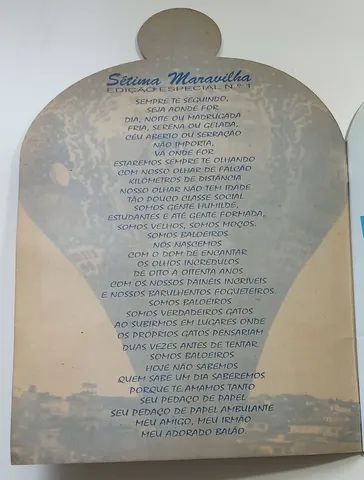 Sétima Maravilha
EDIÇÃO ESPECIAL Nº 1
SEMPRE TE SEGUINDO,
SEJA AONDE FOR
DIA, NOITE OU MADRUGADA
FRIA, SERENA OU GELADA.
CÉU ABERTO OU SERRAÇÃO
NÃO IMPORTA,
VÁ ONDE FOR
ESTAREMOS SEMPRE TE OLHANDO
COM NOSSO OLHAR DE FALCÃO
KILÔMETROS DE DISTÂNCIA
NOSSO OLHAR NÃO TEM IDADE
TÃO POUCO CLASSE SOCIAL
SOMOS GENTE HUMILDE,
ESTUDANTES E ATÉ GENTE FORMADA,
SOMOS VELHOS, SOMOS MOÇOS.
SOMOS BALOEIROS
NÓS NASCEMOS
COM O DOM DE ENCANTAR
OS OLHOS INCRÉDULOS
DE OITO A OITENTA ANOS
COM OS NOSSOS PAINÉIS INCRÍVEIS
E NOSSOS BARULHENTOS FOGUETEIROS.
SOMOS BALOEIROS
SOMOS VERDADEIROS GATOS
AO SUBIRMOS EM LUGARES ONDE
OS PRÓPRIOS GATOS PENSARIAM
DUAS VEZES ANTES DE TENTAR
SOMOS BALOEIROS
HOJE NÃO SABEMOS
QUEM SABE UM DIA SABEREMOS
PORQUE TE AMAMOS TANTO
SEU PEDAÇO DE PAPEL
SEU PEDAÇO DE PAPEL AMBULANTE
MEU AMIGO, MEU IRMÃO
MEU ADORADO BALÃO.